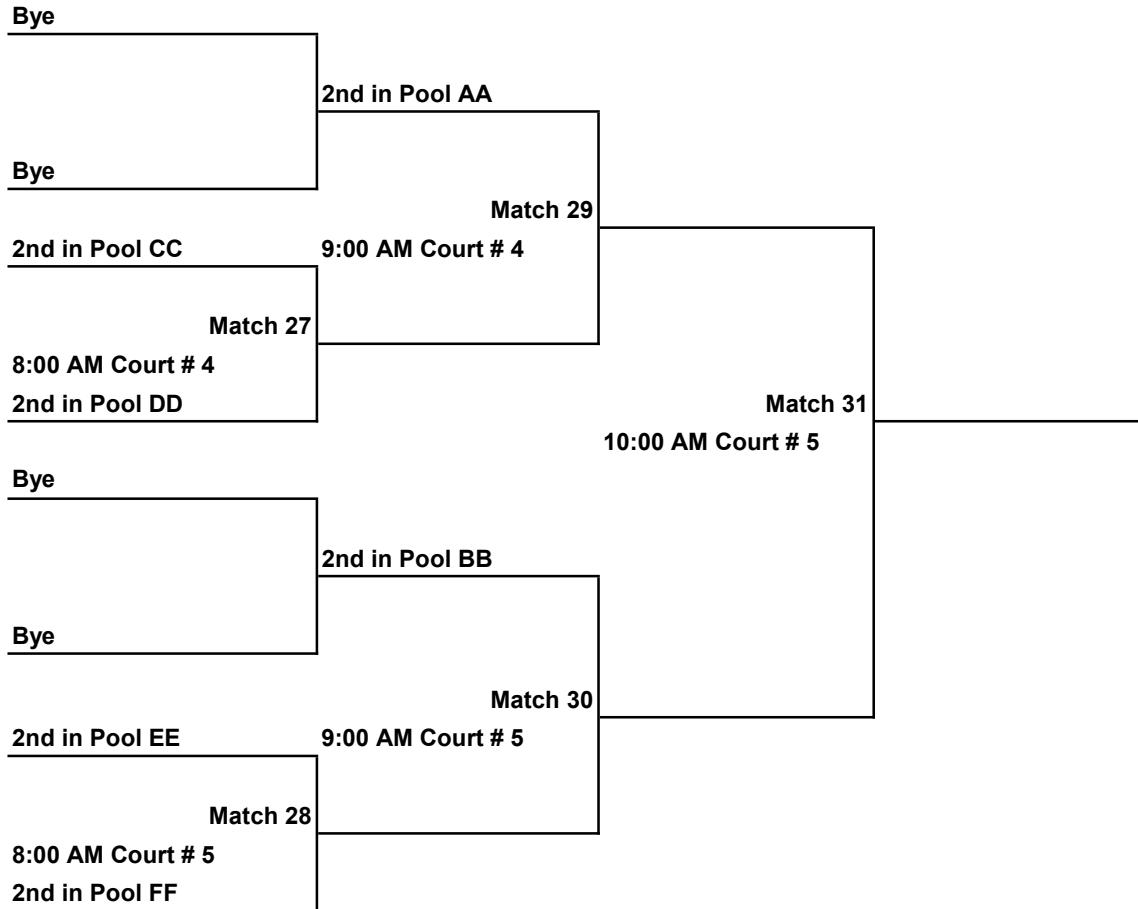 Bye
2nd in Pool AA
Bye
Match 29
2nd in Pool CC
9:00 AM Court # 4
Match 27
8:00 AM Court # 4
2nd in Pool DD
Match 31
10:00 AM Court # 5
Bye
2nd in Pool BB
Bye
Match 30
2nd in Pool EE
9:00 AM Court # 5
Match 28
8:00 AM Court # 5
2nd in Pool FF